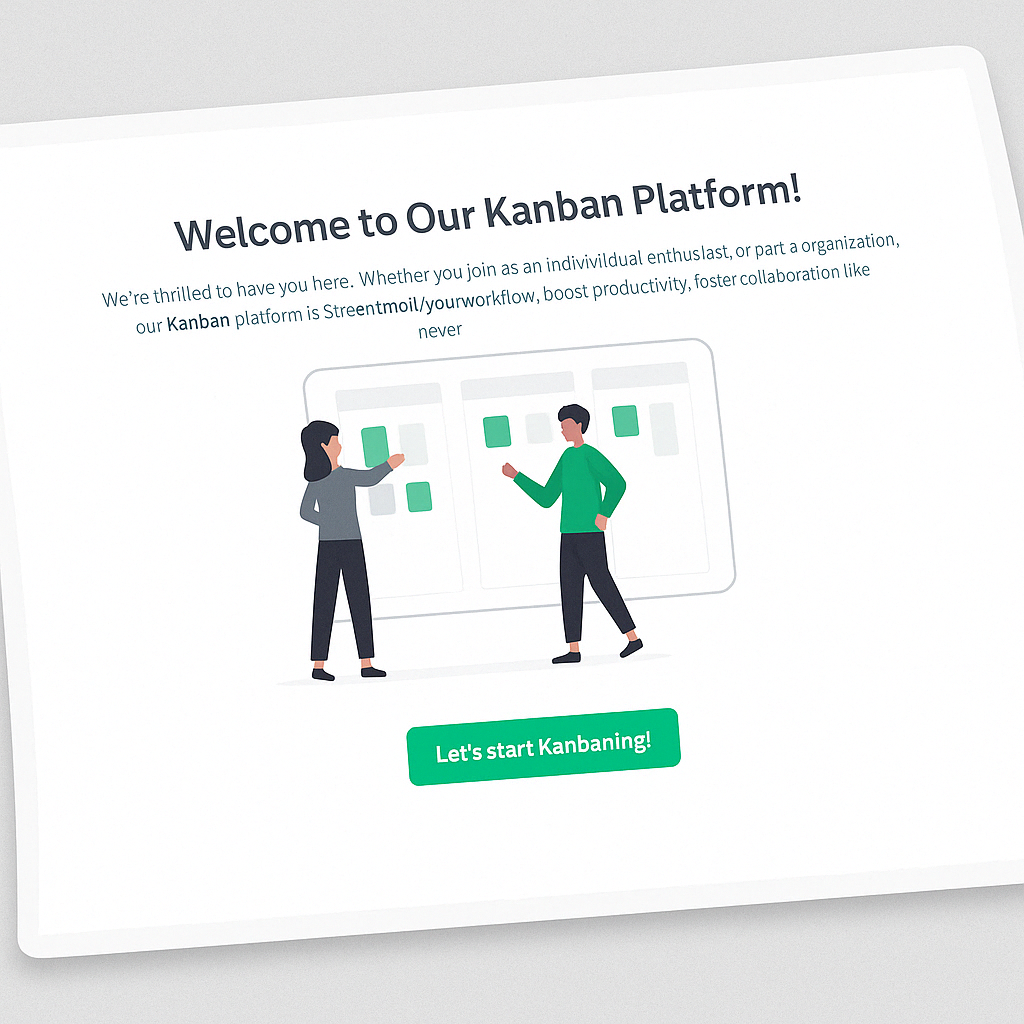 Welcome to Our Kanban Platform!
We're thrilled to have you here. Whether you join as an indivivildual enthuslast, or part a organization,
our Kanban platform is Streentmoil/yourworkflow, boost productivity, foster collaboration like
never
Let's start Kanbaning!